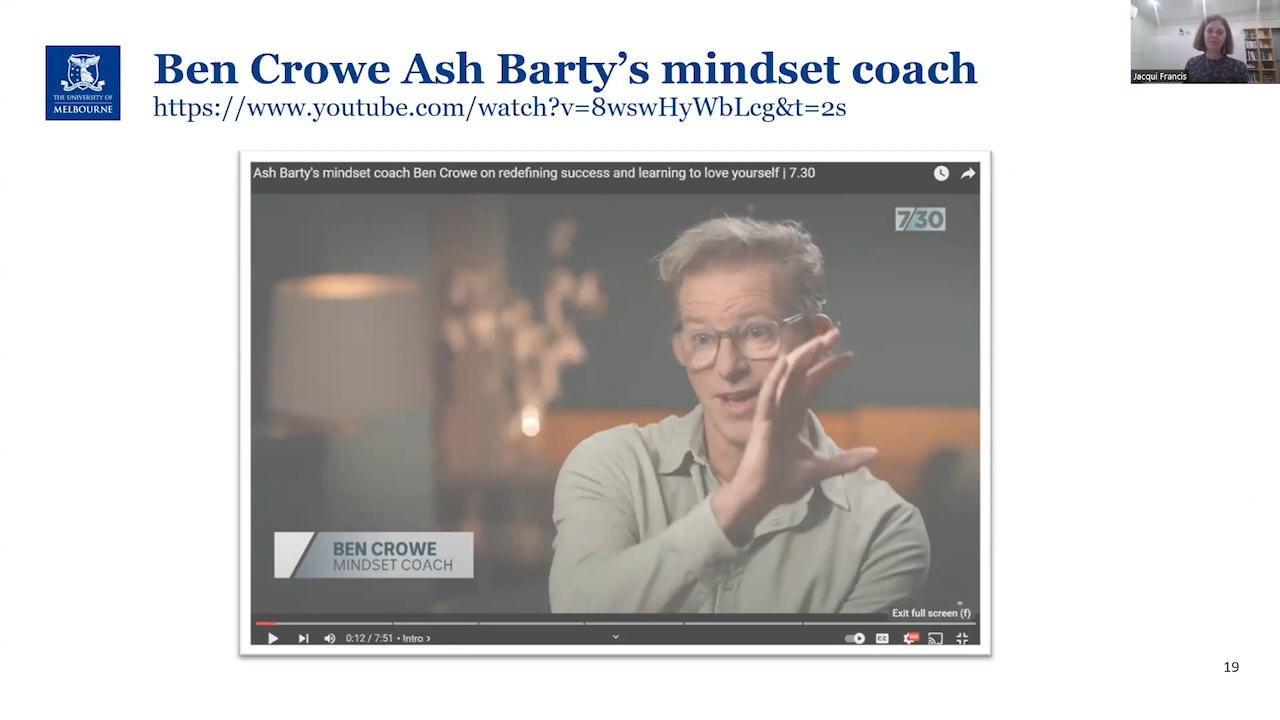 THE UNIVERSITY OF
MELBOURNE
Ben Crowe Ash Barty’s mindset coach
https://www.youtube.com/watch?v=8wswHyWbLcg&t=2s
Jacqui Francis
Ash Barty's mindset coach Ben Crowe on redefining success and learning to love yourself | 7.30
7/30
BEN CROWE
MINDSET COACH
Exit full screen (f)
0:12 / 7:51 • Intro ›
CC
HD
19